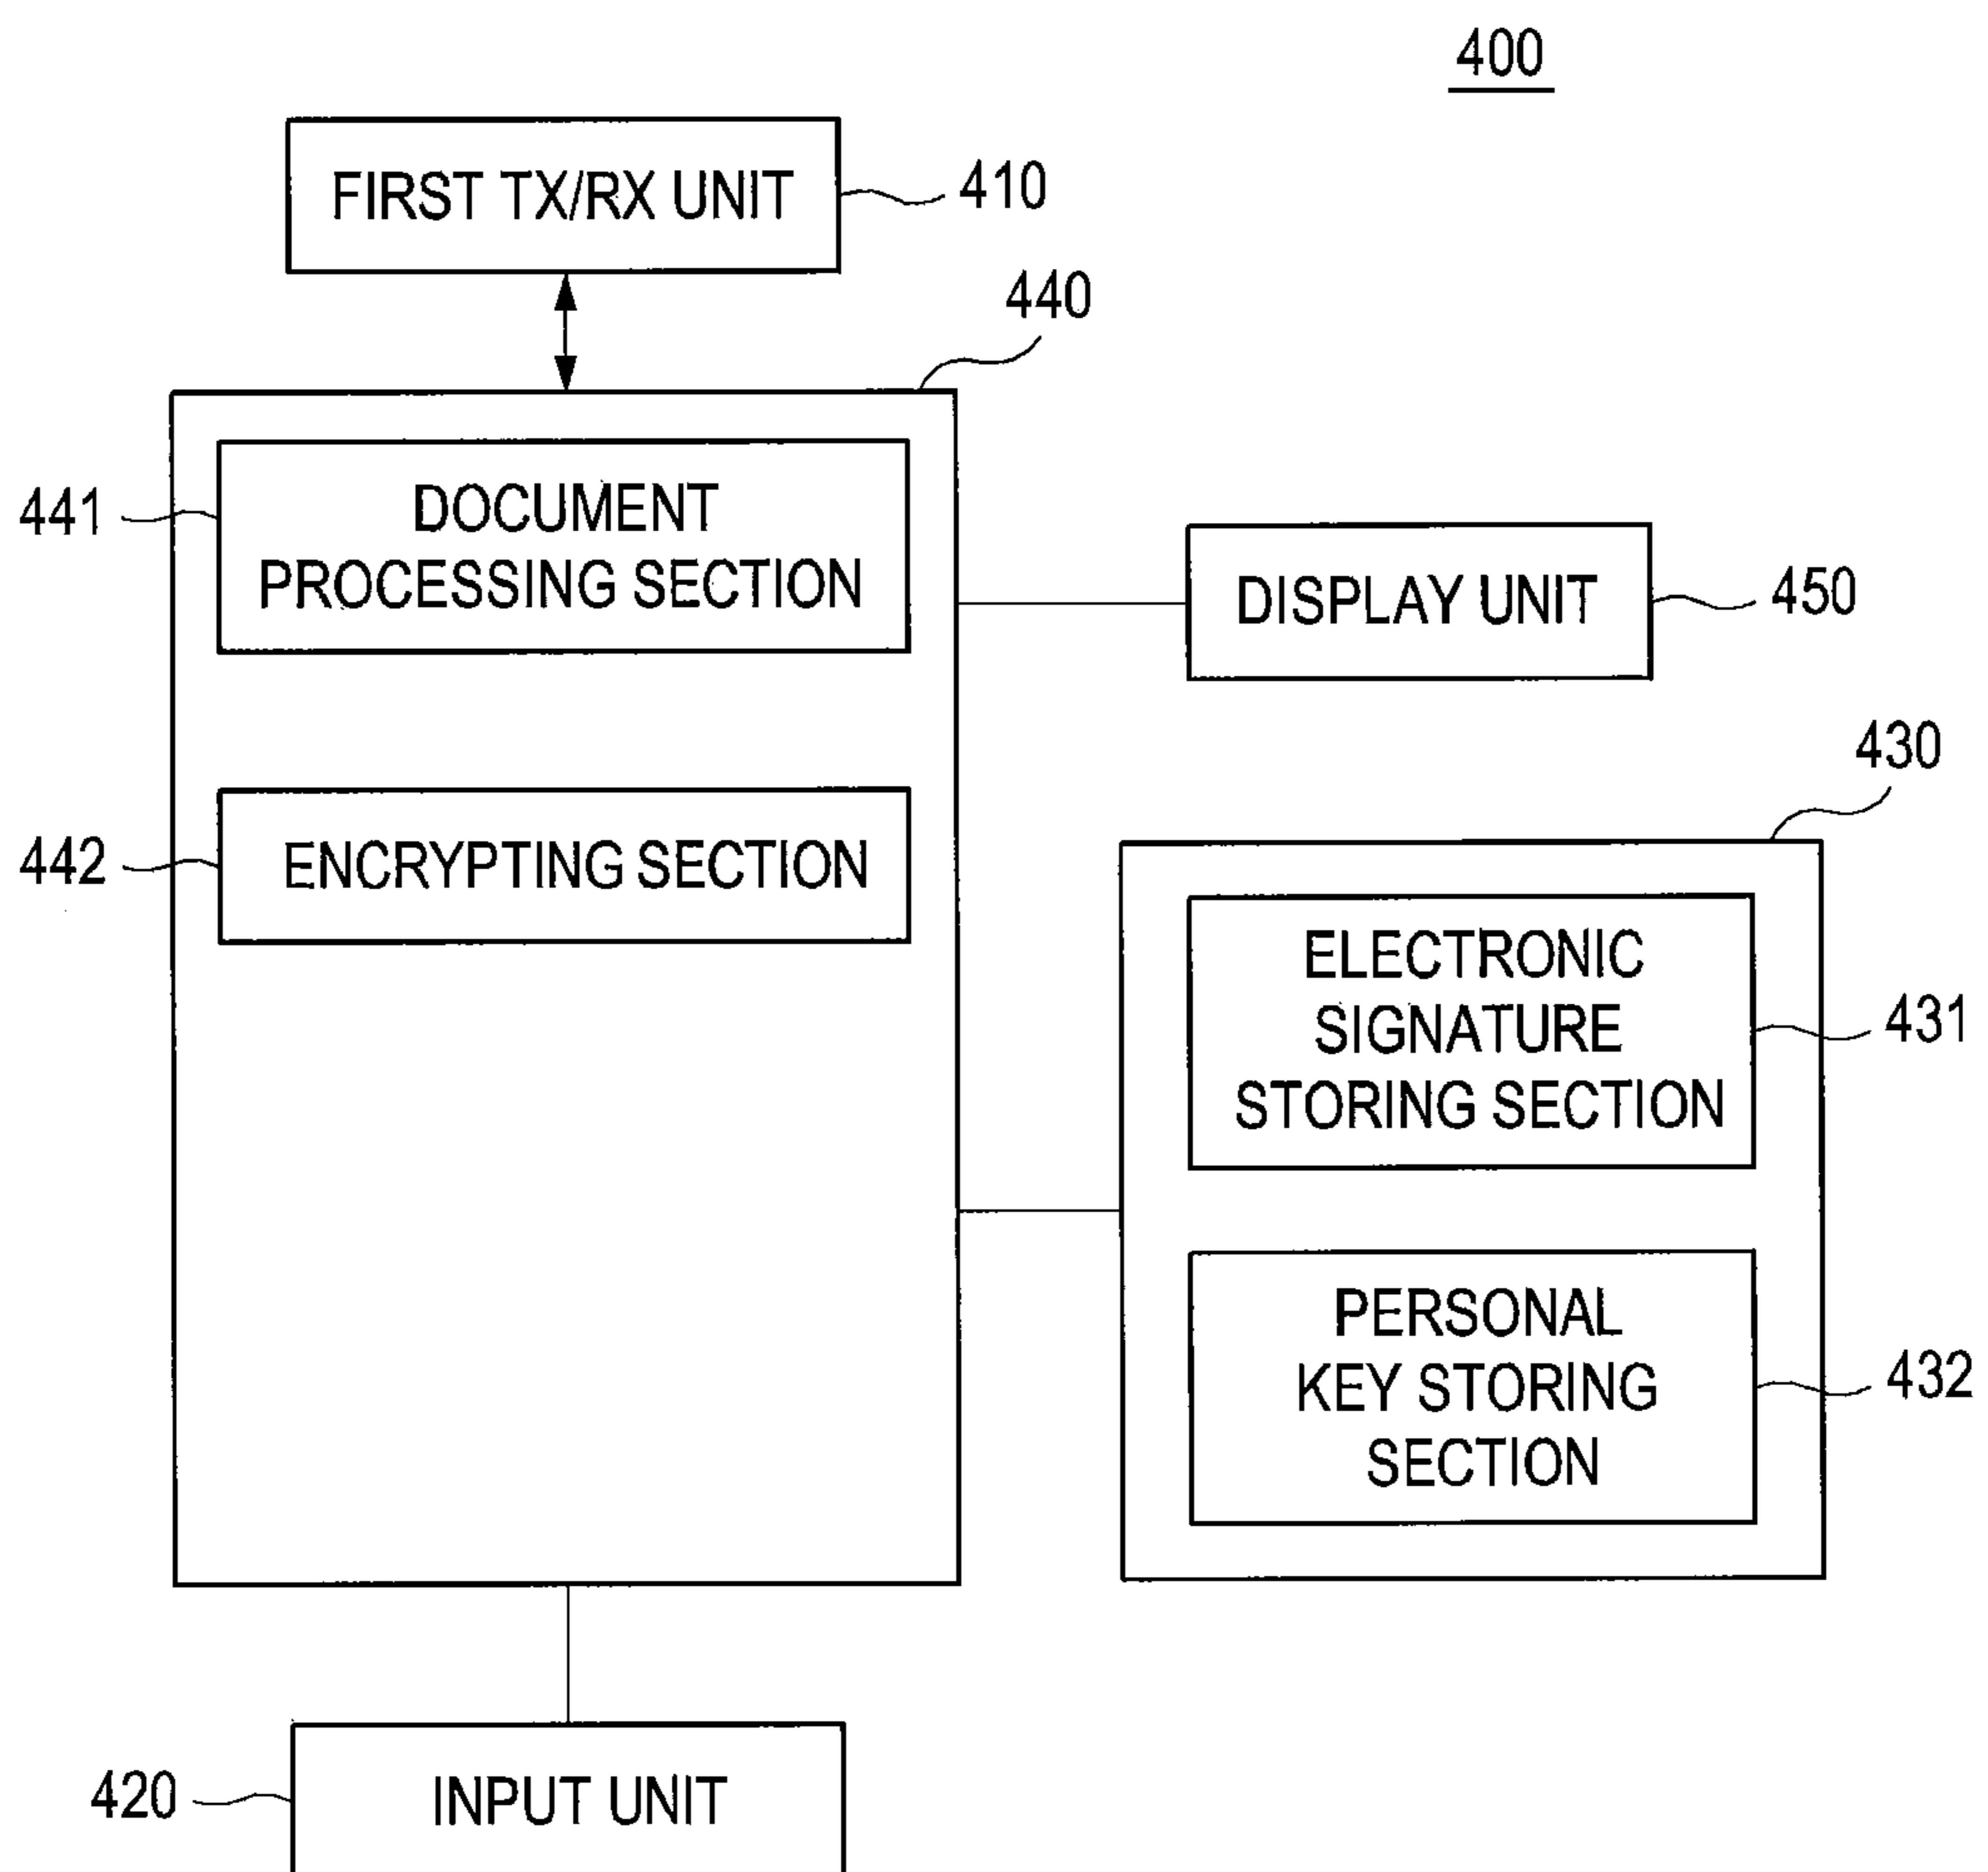 400
FIRST TX/RX UNIT
410
440
441
DOCUMENT
PROCESSING SECTION
DISPLAY UNIT
450
430
442
ENCRYPTING SECTION
ELECTRONIC
SIGNATURE
STORING SECTION
431
PERSONAL
KEY STORING
SECTION
432
420
INPUT UNIT